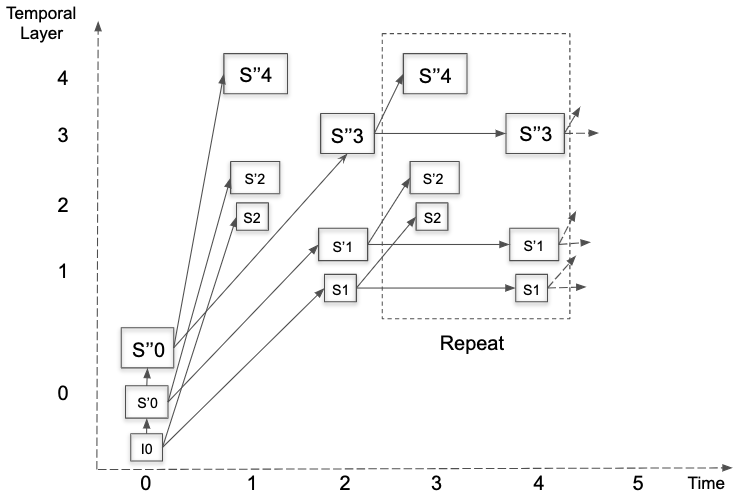 Temporal
Layer
4
S”4
S”4
3
S”3
S”3
S’2
S’2
2
S2
S2
S’1
S’1
1
S1
S1
S”0
Repeat
0
S’0
I0
0
1
2
3
4
5
Time